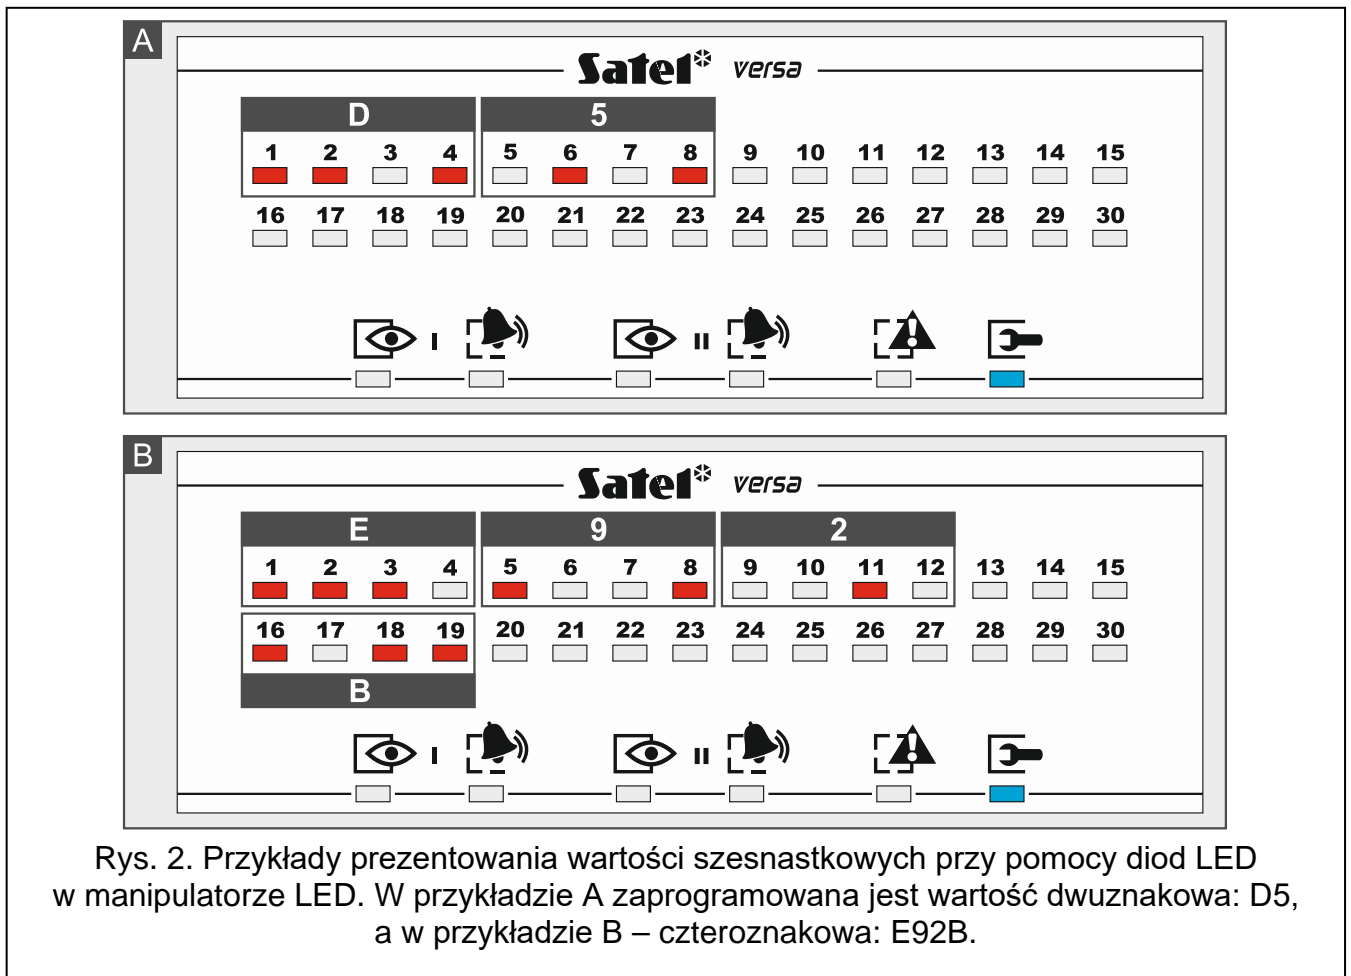 A
Satel versa
D 5
1 2 3 4 5 6 7 8 9 10 11 12 13 14 15
16 17 18 19 20 21 22 23 24 25 26 27 28 29 30
I II
B
Satel versa
E 9 2
1 2 3 4 5 6 7 8 9 10 11 12 13 14 15
16 17 18 19 20 21 22 23 24 25 26 27 28 29 30
B
I II
Rys. 2. Przykłady prezentowania wartości szesnastkowych przy pomocy diod LED
w manipulatorze LED. W przykładzie A zaprogramowana jest wartość dwuznakowa: D5,
a w przykładzie B – czteroznakowa: E92B.